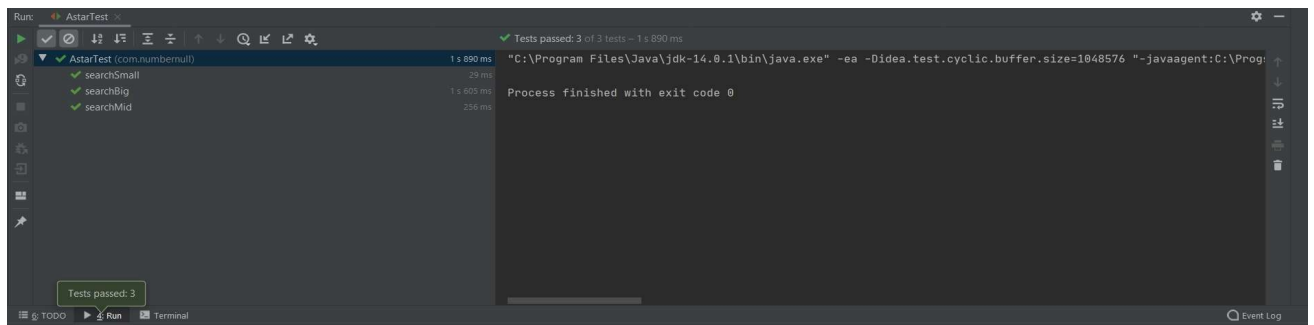 Run: AstarTest
Tests passed: 3 of 3 tests – 1 s 890 ms
AstarTest (com.numbernull) 1 s 890 ms
searchSmall 29 ms
searchBig 1 s 605 ms
searchMid 256 ms
"C:\Program Files\Java\jdk-14.0.1\bin\java.exe" -ea -Didea.test.cyclic.buffer.size=1048576 "-javaagent:C:\Prog
Process finished with exit code 0
Tests passed: 3
6: TODO 4: Run Terminal Event Log